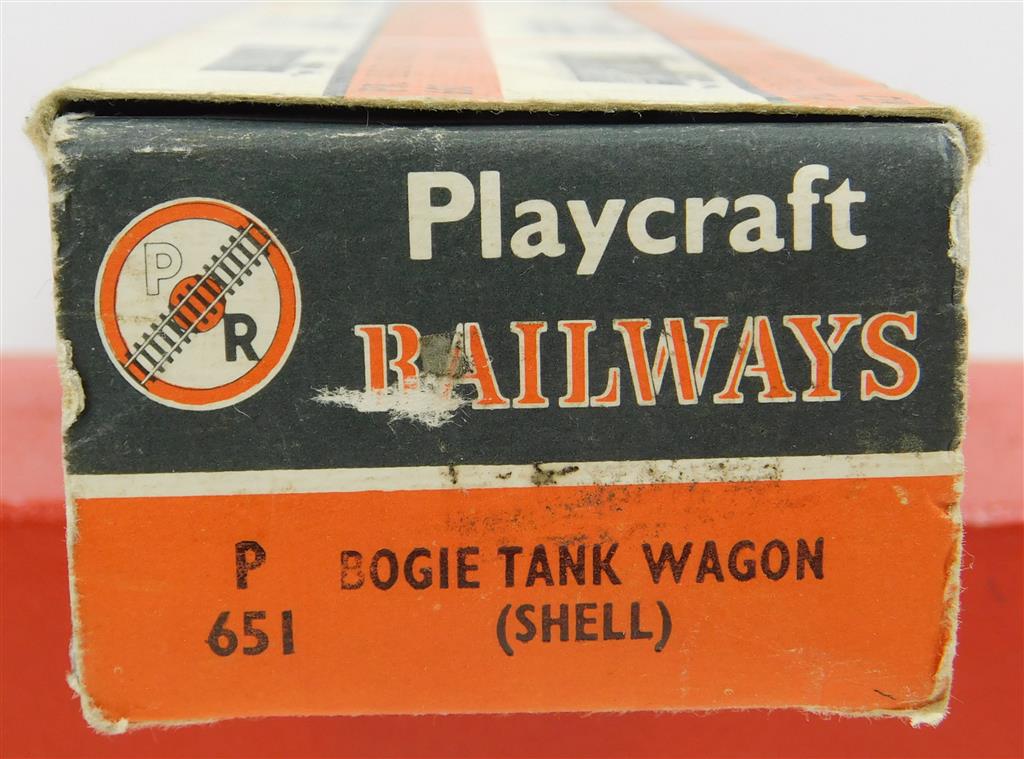 Playcraft
RAILWAYS
P
R
P
651
BOGIE TANK WAGON
(SHELL)